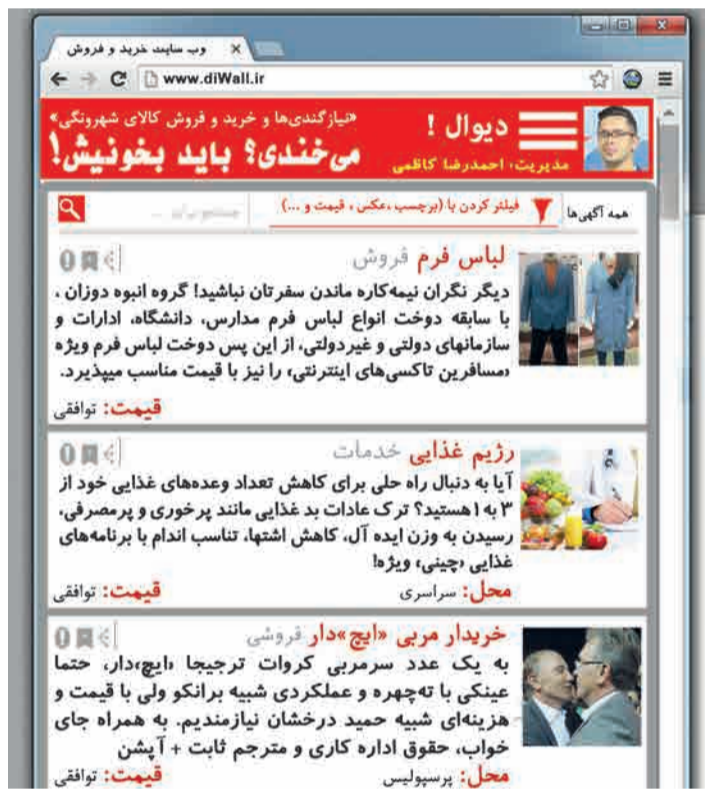 وب سایت خرید و فروش
www.diWall.ir
دیوال !
مدیریت، احمدرضا کاظمی
«نیازگندی‌ها و خرید و فروش کالای شهرونگی»
می‌خندی؟ باید بخونیش!
همه آگهی‌ها
فیلتر کردن با (برچسب ،عکس ، قیمت و ...)
لباس فرم فروش
دیگر نگران نیمه‌کاره ماندن سفرتان نباشید! گروه انبوه دوزان ،
با سابقه دوخت انواع لباس فرم مدارس، دانشگاه، ادارات و
سازمانهای دولتی و غیردولتی، از این پس دوخت لباس فرم ویژه
«مسافرین تاکسی‌های اینترنتی» را نیز با قیمت مناسب میپذیرد.
قیمت: توافقی
رژیم غذایی خدمات
آیا به دنبال راه حلی برای کاهش تعداد وعده‌های غذایی خود از
۳ به ۱ هستید؟ ترک عادات بد غذایی مانند پرخوری و پرمصرفی،
رسیدن به وزن ایده آل، کاهش اشتها، تناسب اندام با برنامه‌های
غذایی «چینی» ویژه!
محل: سراسری
قیمت: توافقی
خریدار مربی «ایچ»دار فروشی
به یک عدد سرمربی کروات ترجیجا «ایچ»دار، حتما
عینکی با ته‌چهره و عملکردی شبیه برانکو ولی با قیمت و
هزینه‌ای شبیه حمید درخشان نیازمندیم. به همراه جای
خواب، حقوق اداره کاری و مترجم ثابت + آپشن
محل: پرسپولیس
قیمت: توافقی